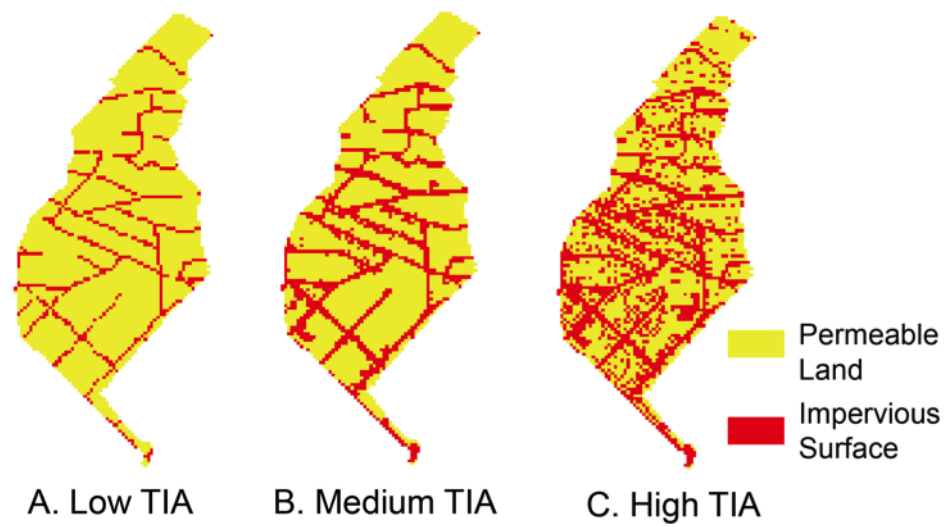 Permeable
Land
Impervious
Surface
A. Low TIA
B. Medium TIA
C. High TIA